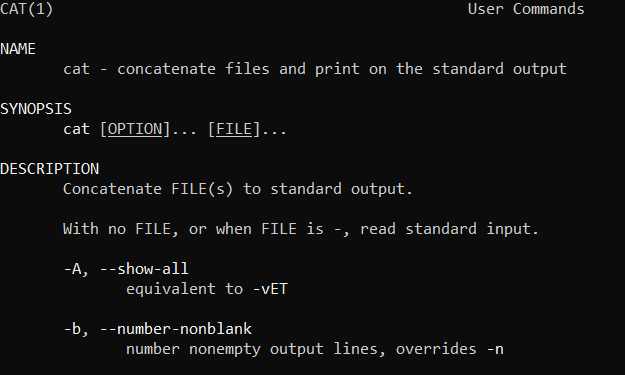 CAT(1) User Commands
NAME
cat - concatenate files and print on the standard output
SYNOPSIS
cat [OPTION]... [FILE]...
DESCRIPTION
Concatenate FILE(s) to standard output.
With no FILE, or when FILE is -, read standard input.
-A, --show-all
equivalent to -vET
-b, --number-nonblank
number nonempty output lines, overrides -n